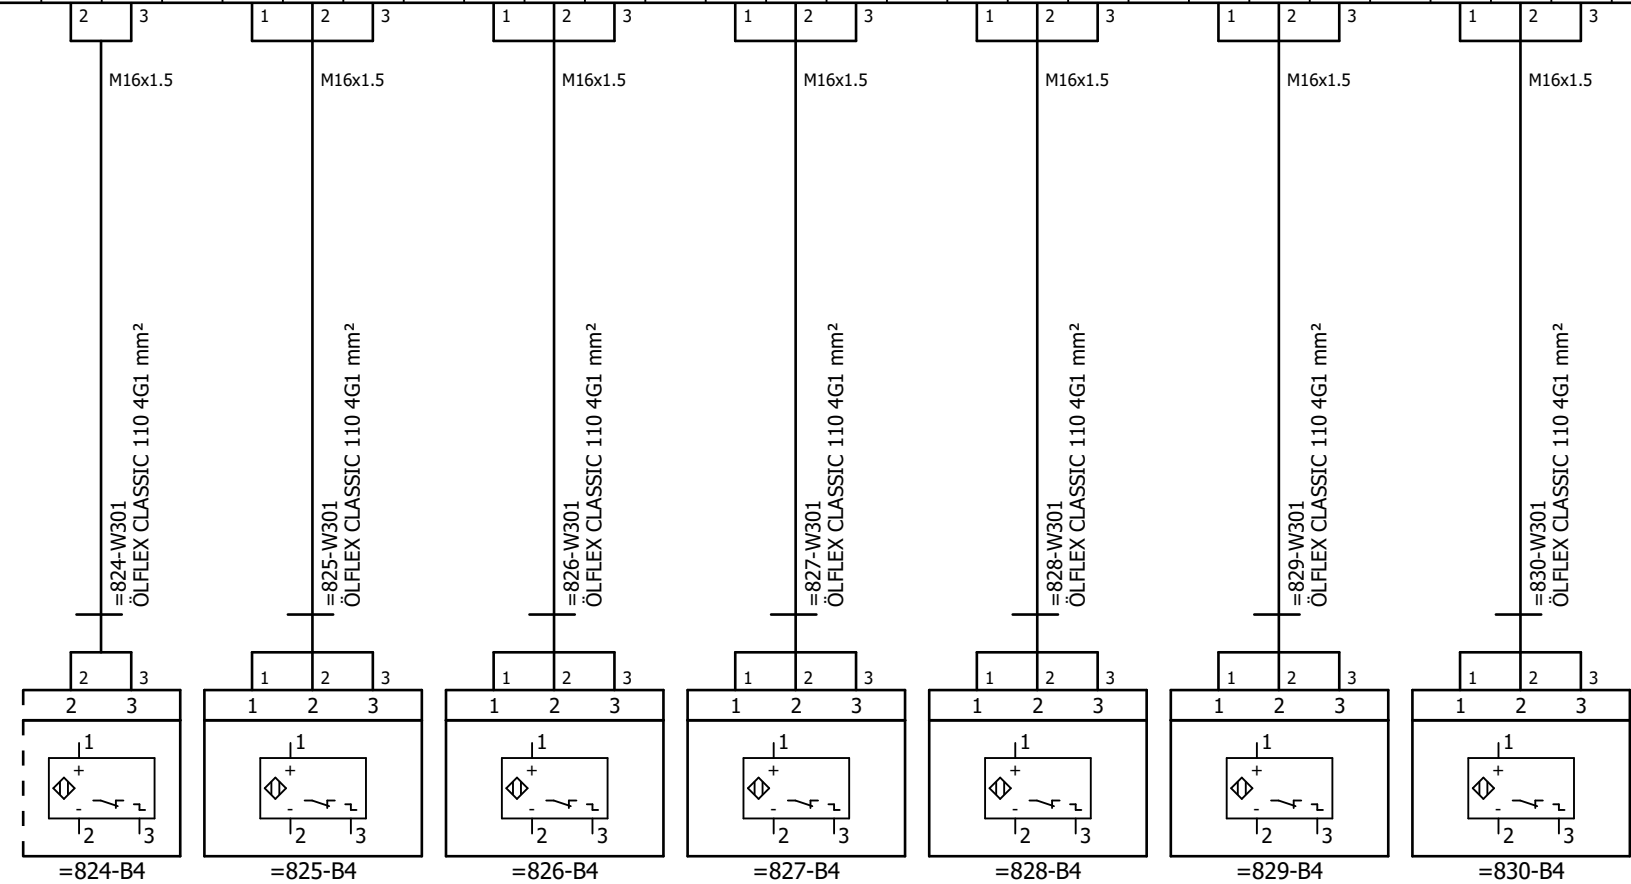 2 3 1 2 3 1 2 3 1 2 3 1 2 3 1 2 3 1 2 3
M16x1.5 M16x1.5 M16x1.5 M16x1.5 M16x1.5 M16x1.5 M16x1.5
=824-W301
ÖLFLEX CLASSIC 110 4G1 mm²
=825-W301
ÖLFLEX CLASSIC 110 4G1 mm²
=826-W301
ÖLFLEX CLASSIC 110 4G1 mm²
=827-W301
ÖLFLEX CLASSIC 110 4G1 mm²
=828-W301
ÖLFLEX CLASSIC 110 4G1 mm²
=829-W301
ÖLFLEX CLASSIC 110 4G1 mm²
=830-W301
ÖLFLEX CLASSIC 110 4G1 mm²
2 3 1 2 3 1 2 3 1 2 3 1 2 3 1 2 3 1 2 3
2 3 1 2 3 1 2 3 1 2 3 1 2 3 1 2 3 1 2 3
1 1 1 1 1 1 1
+ + + + + + +
- - - - - - -
2 3 2 3 2 3 2 3 2 3 2 3 2 3
=824-B4 =825-B4 =826-B4 =827-B4 =828-B4 =829-B4 =830-B4